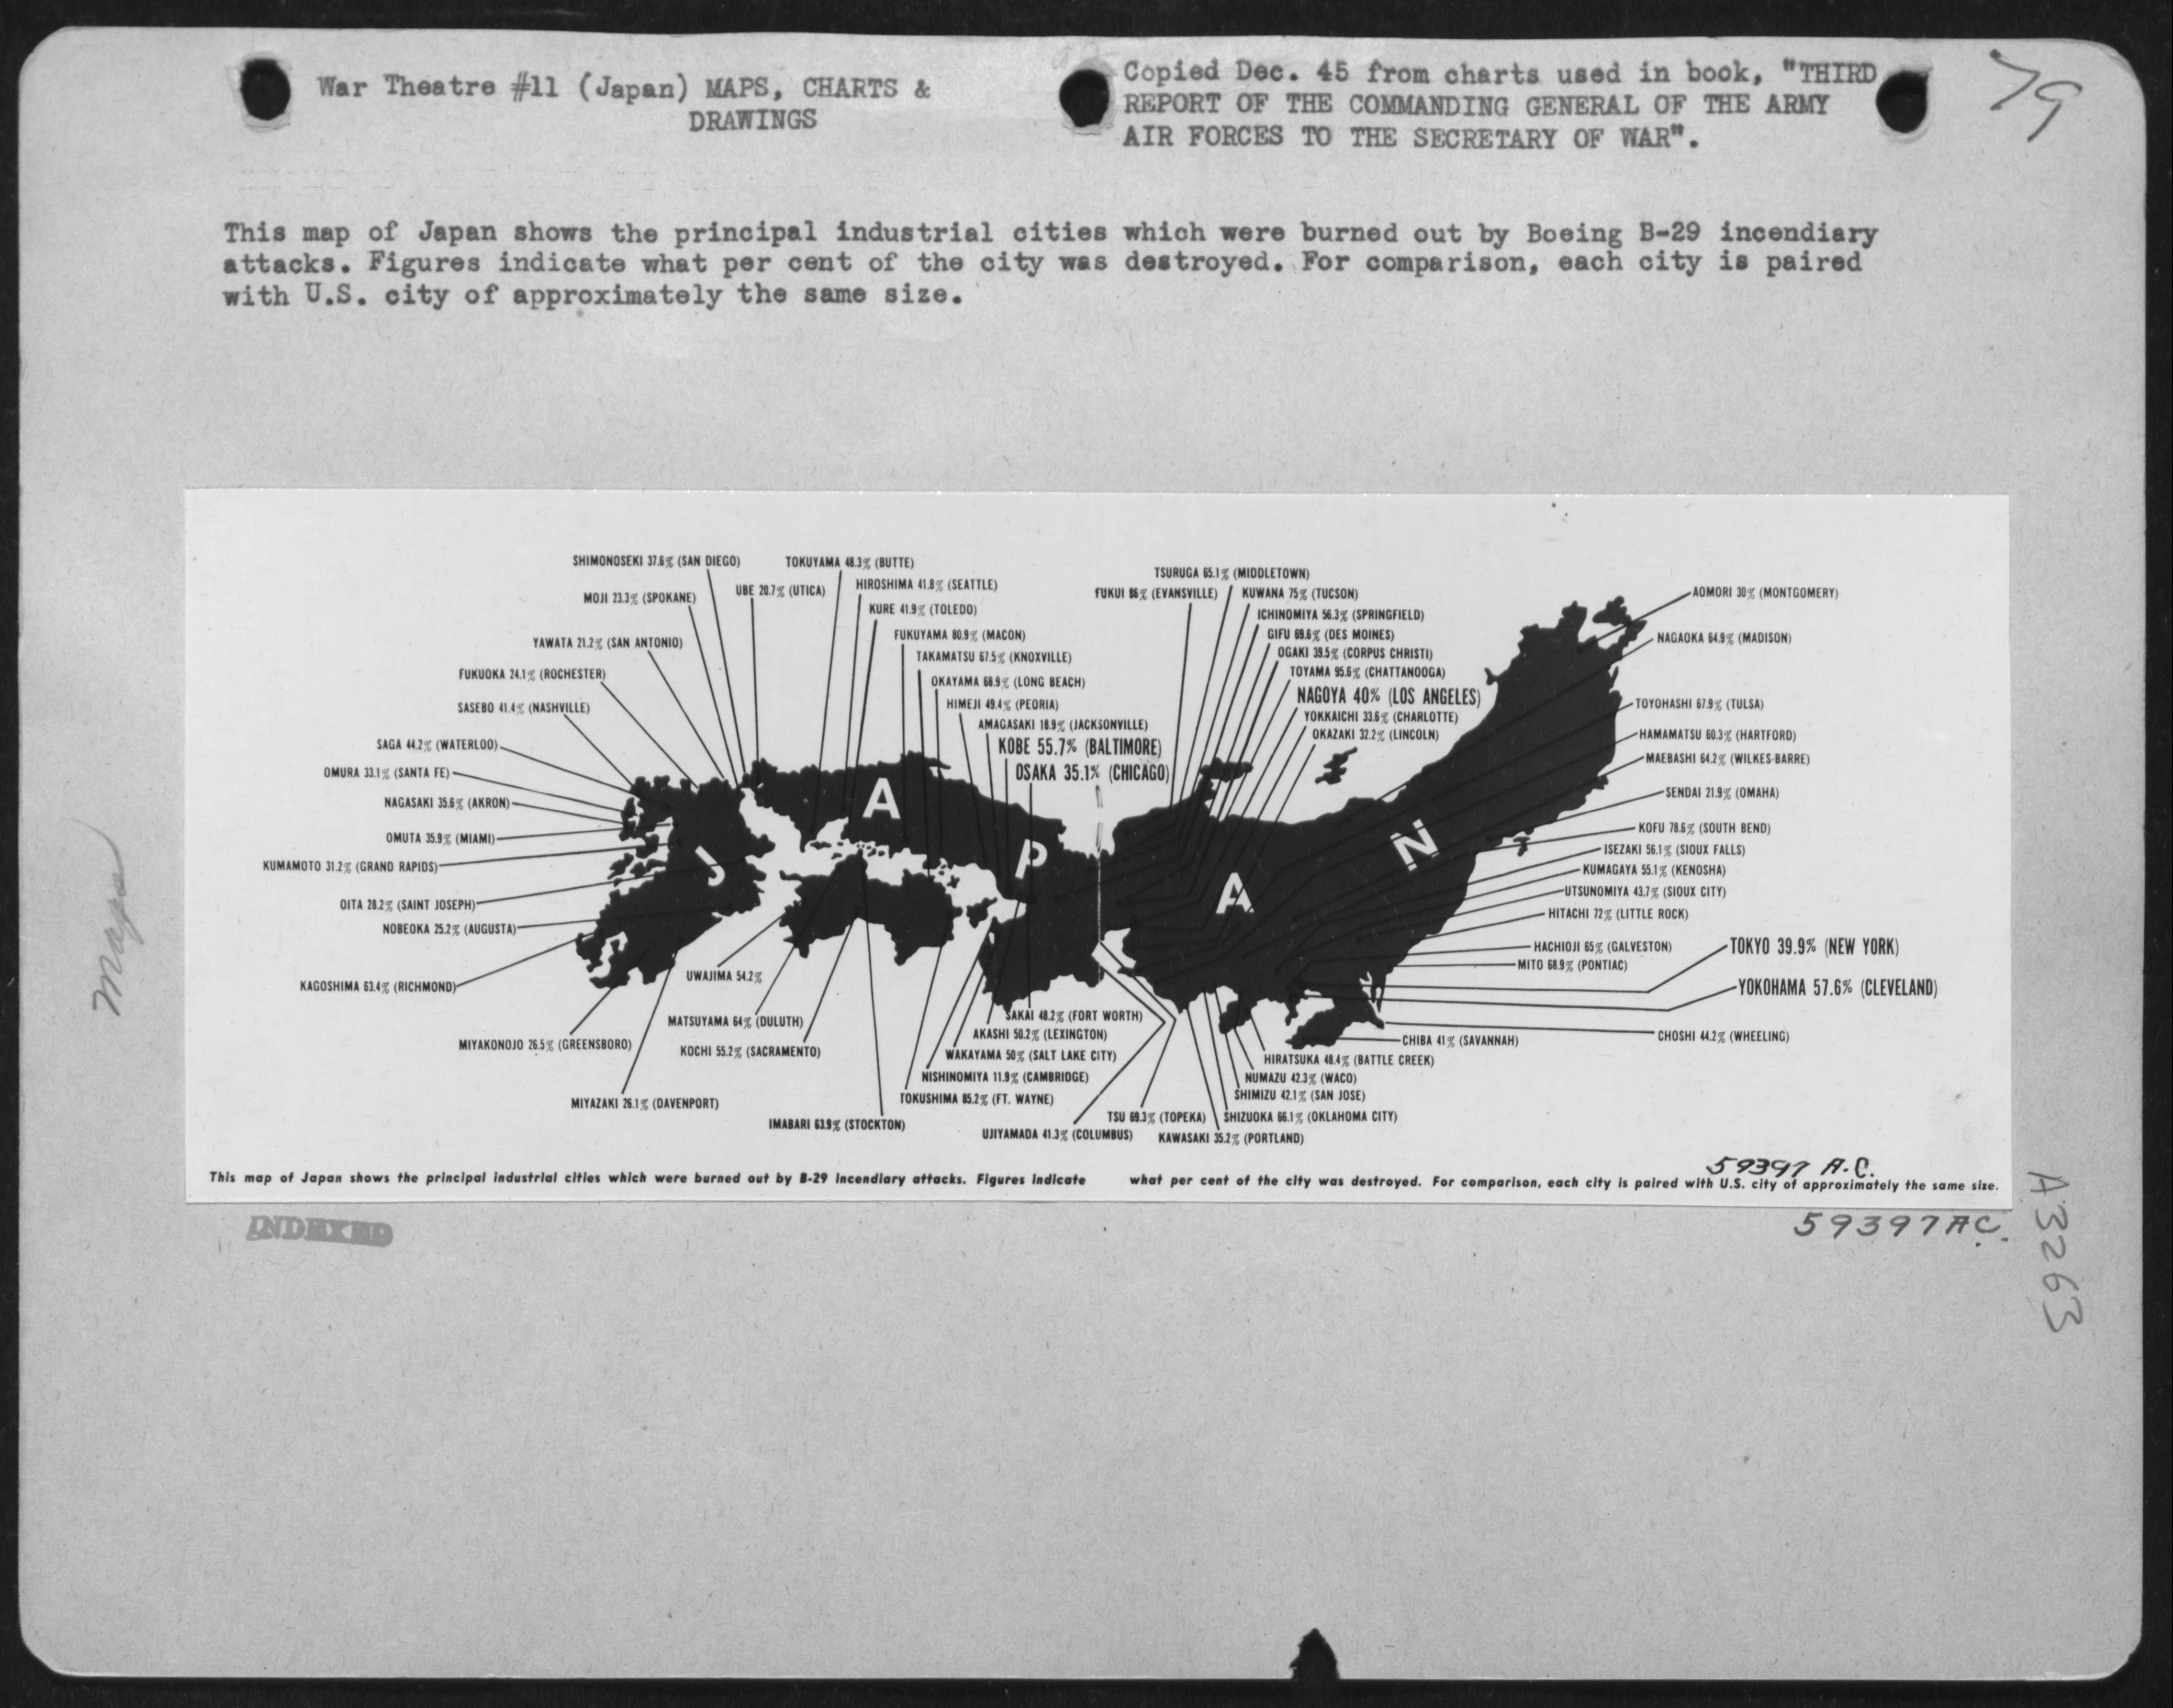 War Theatre #11 (Japan) MAPS, CHARTS &
DRAWINGS
Copied Dec. 45 from charts used in book, "THIRD
REPORT OF THE COMMANDING GENERAL OF THE ARMY
AIR FORCES TO THE SECRETARY OF WAR".
79
This map of Japan shows the principal industrial cities which were burned out by Boeing B-29 incendiary
attacks. Figures indicate what per cent of the city was destroyed. For comparison, each city is paired
with U.S. city of approximately the same size.
SHIMONOSEKI 37.6% (SAN DIEGO)
MOJI 23.3% (SPOKANE)
YAWATA 21.2% (SAN ANTONIO)
FUKUOKA 24.1% (ROCHESTER)
SASEBO 41.4% (NASHVILLE)
SAGA 44.2% (WATERLOO)
OMURA 33.1% (SANTA FE)
NAGASAKI 35.6% (AKRON)
OMUTA 35.9% (MIAMI)
KUMAMOTO 31.2% (GRAND RAPIDS)
OITA 28.2% (SAINT JOSEPH)
NOBEOKA 25.2% (AUGUSTA)
KAGOSHIMA 63.4% (RICHMOND)
MIYAKONOJO 26.5% (GREENSBORO)
MIYAZAKI 26.1% (DAVENPORT)
UBE 20.7% (UTICA)
TOKUYAMA 48.3% (BUTTE)
HIROSHIMA 41.8% (SEATTLE)
KURE 41.9% (TOLEDO)
FUKUYAMA 80.9% (MACON)
TAKAMATSU 67.5% (KNOXVILLE)
OKAYAMA 68.9% (LONG BEACH)
HIMEJI 49.4% (PEORIA)
AMAGASAKI 18.9% (JACKSONVILLE)
KOBE 55.7% (BALTIMORE)
OSAKA 35.1% (CHICAGO)
TSURUGA 65.1% (MIDDLETOWN)
FUKUI 86% (EVANSVILLE)
KUWANA 75% (TUCSON)
ICHINOMIYA 56.3% (SPRINGFIELD)
GIFU 69.6% (DES MOINES)
OGAKI 39.5% (CORPUS CHRISTI)
TOYAMA 95.6% (CHATTANOOGA)
NAGOYA 40% (LOS ANGELES)
YOKKAICHI 33.6% (CHARLOTTE)
OKAZAKI 32.2% (LINCOLN)
AOMORI 30% (MONTGOMERY)
NAGAOKA 64.9% (MADISON)
TOYOHASHI 67.9% (TULSA)
HAMAMATSU 60.3% (HARTFORD)
MAEBASHI 64.2% (WILKES-BARRE)
SENDAI 21.9% (OMAHA)
KOFU 78.6% (SOUTH BEND)
ISEZAKI 56.1% (SIOUX FALLS)
KUMAGAYA 55.1% (KENOSHA)
UTSUNOMIYA 43.7% (SIOUX CITY)
HITACHI 72% (LITTLE ROCK)
HACHIOJI 65% (GALVESTON)
MITO 68.9% (PONTIAC)
TOKYO 39.9% (NEW YORK)
YOKOHAMA 57.6% (CLEVELAND)
CHOSHI 44.2% (WHEELING)
CHIBA 41% (SAVANNAH)
HIRATSUKA 48.4% (BATTLE CREEK)
NUMAZU 42.3% (WACO)
SHIMIZU 42.1% (SAN JOSE)
SHIZUOKA 66.1% (OKLAHOMA CITY)
KAWASAKI 35.2% (PORTLAND)
TSU 69.3% (TOPEKA)
UJIYAMADA 41.3% (COLUMBUS)
UWAJIMA 54.2%
MATSUYAMA 64% (DULUTH)
KOCHI 55.2% (SACRAMENTO)
IMABARI 63.9% (STOCKTON)
SAKAI 48.2% (FORT WORTH)
AKASHI 50.2% (LEXINGTON)
WAKAYAMA 50% (SALT LAKE CITY)
NISHINOMIYA 11.9% (CAMBRIDGE)
TOKUSHIMA 85.2% (FT. WAYNE)
J A P A N
This map of Japan shows the principal industrial cities which were burned out by B-29 incendiary attacks. Figures indicate what per cent of the city was destroyed. For comparison, each city is paired with U.S. city of approximately the same size.
59397 A.C.
INDEXED
59397AC.
A3263
Maps